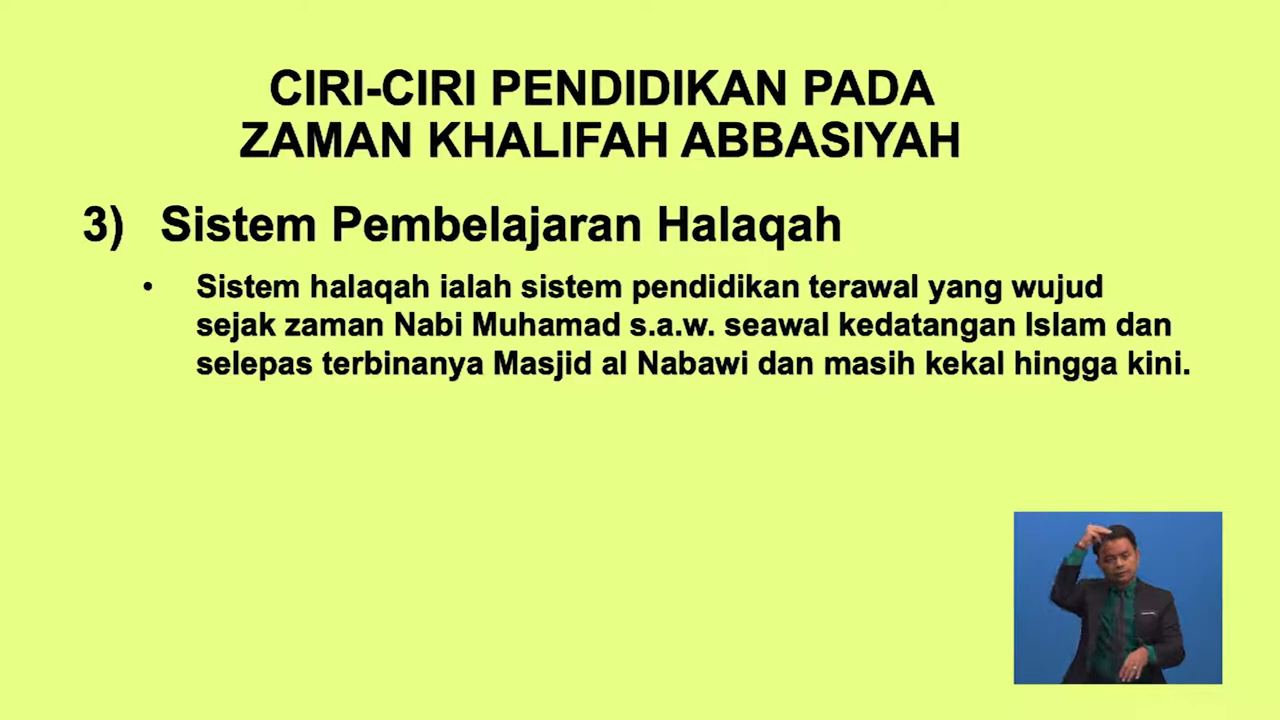 CIRI-CIRI PENDIDIKAN PADA
ZAMAN KHALIFAH ABBASIYAH
3) Sistem Pembelajaran Halaqah
• Sistem halaqah ialah sistem pendidikan terawal yang wujud
sejak zaman Nabi Muhamad s.a.w. seawal kedatangan Islam dan
selepas terbinanya Masjid al Nabawi dan masih kekal hingga kini.